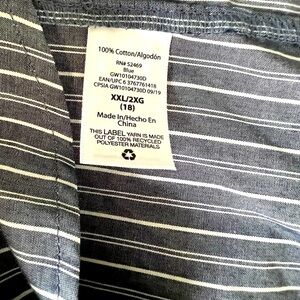 100% Cotton/Algodón
RN# 52469
Blue
GW10104730D
EAN/UPC 6 3767761418
CPSIA GW10104730D 09/19
XXL/2XG
(18)
Made in/Hecho En
China
THIS LABEL YARN IS MADE
OUT OF 100% RECYCLED
POLYESTER MATERIALS